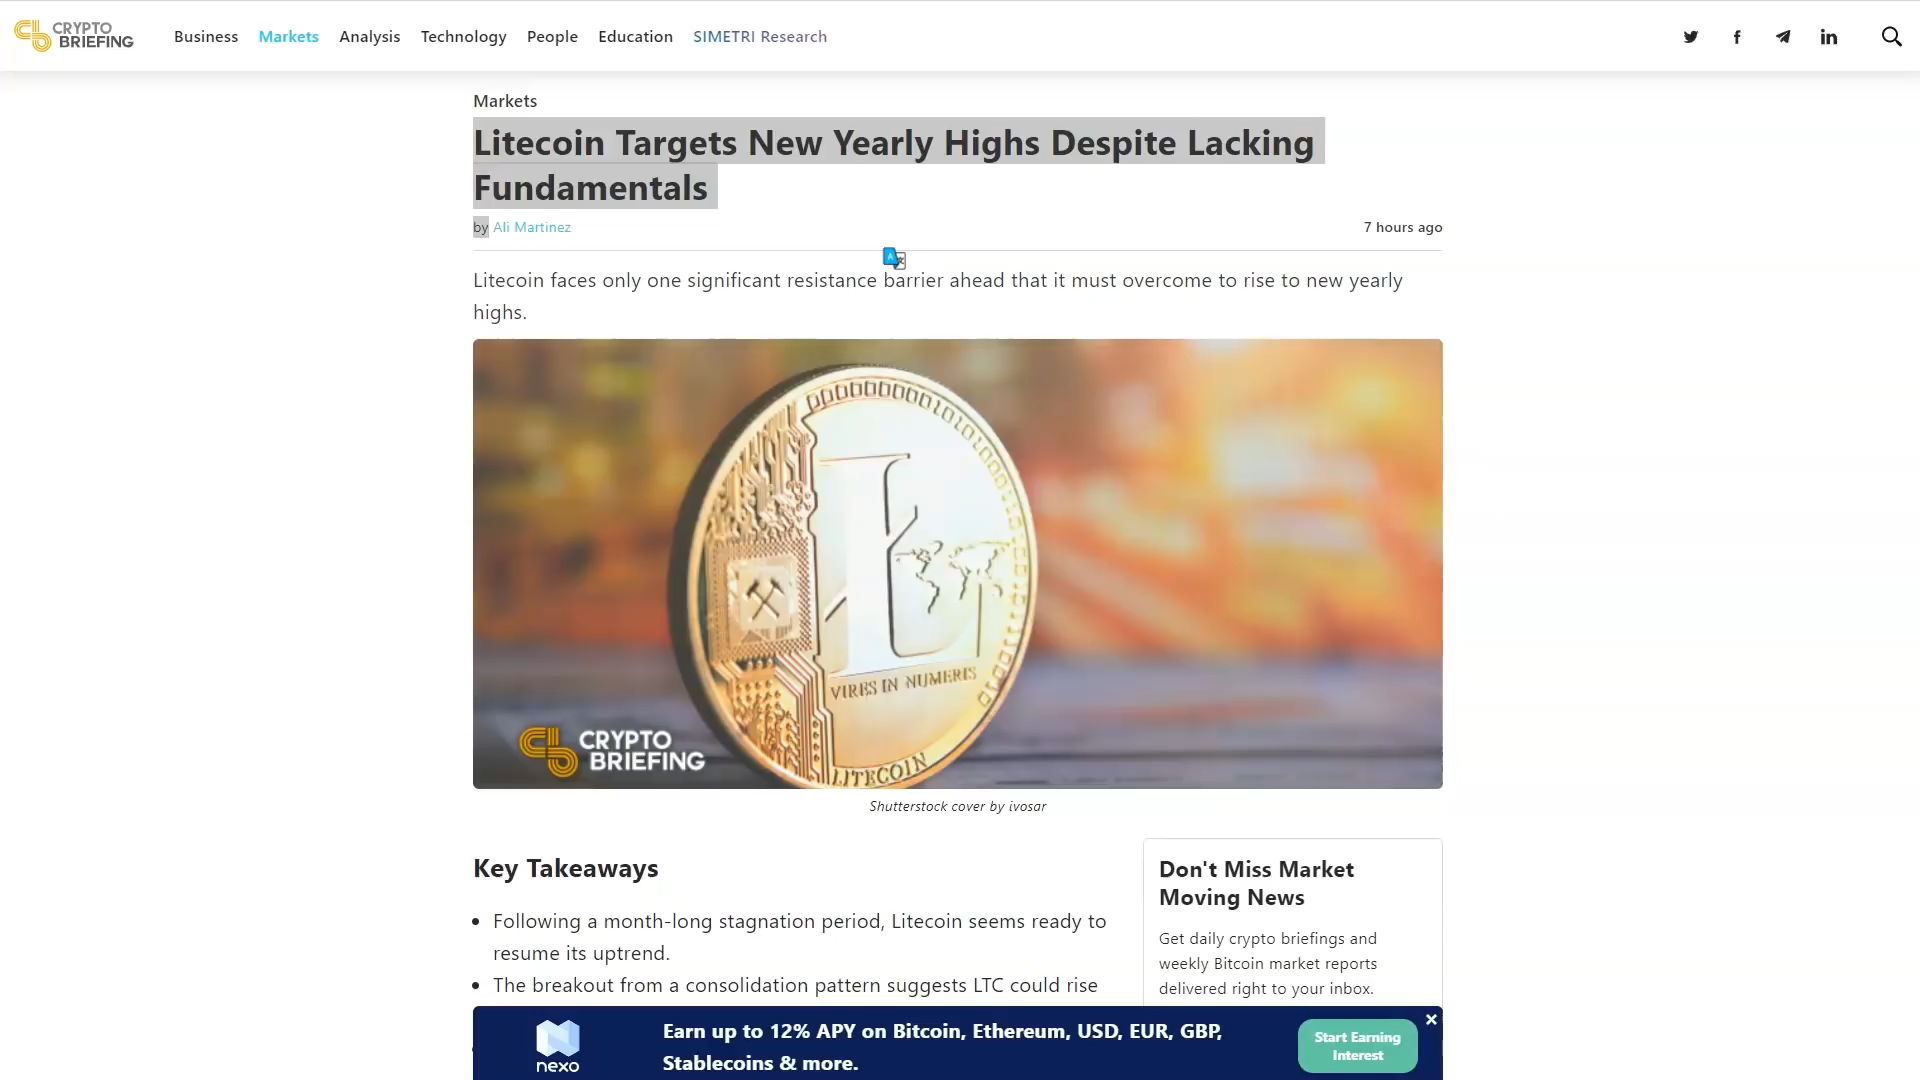 CRYPTO
BRIEFING
Business Markets Analysis Technology People Education SIMETRI Research
Markets
Litecoin Targets New Yearly Highs Despite Lacking
Fundamentals
by Ali Martinez
7 hours ago
Litecoin faces only one significant resistance barrier ahead that it must overcome to rise to new yearly
highs.
VIRES IN NUMERIS
LITECOIN
CRYPTO
BRIEFING
Shutterstock cover by ivosar
Key Takeaways
Following a month-long stagnation period, Litecoin seems ready to
resume its uptrend.
The breakout from a consolidation pattern suggests LTC could rise
Don't Miss Market
Moving News
Get daily crypto briefings and
weekly Bitcoin market reports
delivered right to your inbox.
nexo
Earn up to 12% APY on Bitcoin, Ethereum, USD, EUR, GBP,
Stablecoins & more.
Start Earning
Interest